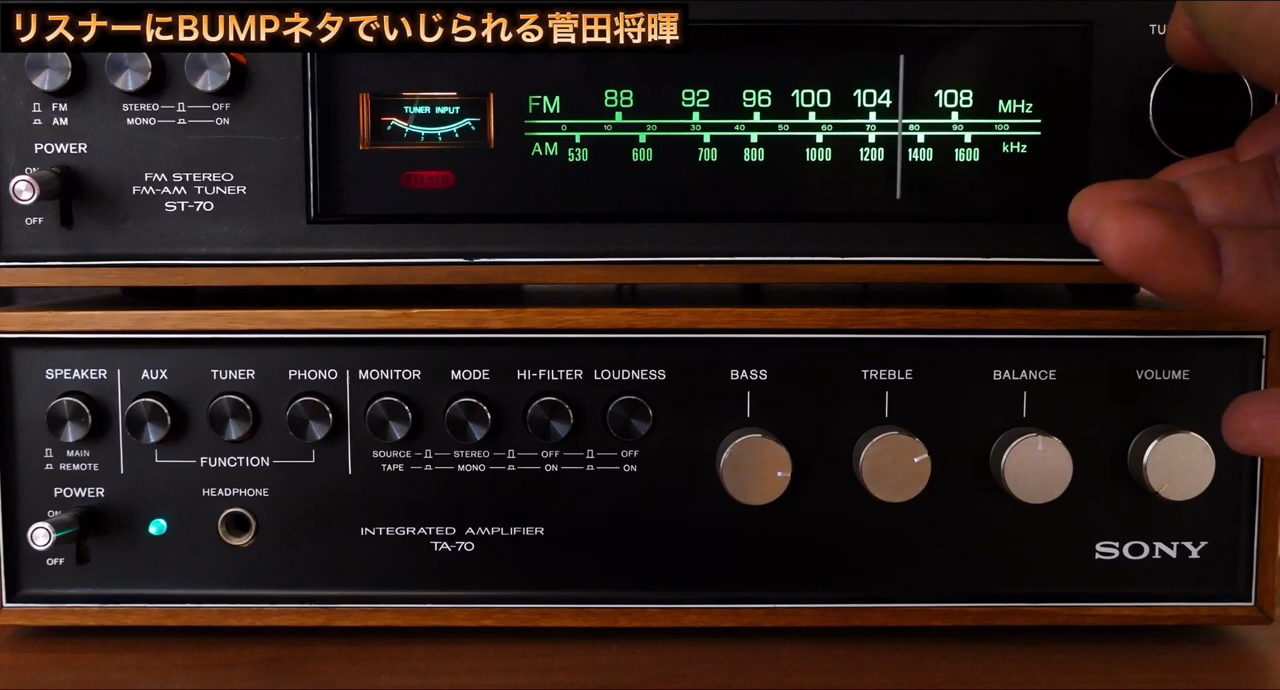 リスナーにBUMPネタでいじられる菅田将暉
FM
AM
STEREO OFF
MONO ON
POWER
ON
OFF
FM STEREO
FM-AM TUNER
ST-70
TUNER INPUT
FM 88 92 96 100 104 108 MHz
0 10 20 30 40 50 60 70 80 90 100
AM 530 600 700 800 1000 1200 1400 1600 kHz
TU
SPEAKER AUX TUNER PHONO MONITOR MODE HI-FILTER LOUDNESS BASS TREBLE BALANCE VOLUME
MAIN
REMOTE
FUNCTION
SOURCE STEREO OFF OFF
TAPE MONO ON ON
POWER
ON
OFF
HEADPHONE
INTEGRATED AMPLIFIER
TA-70
SONY